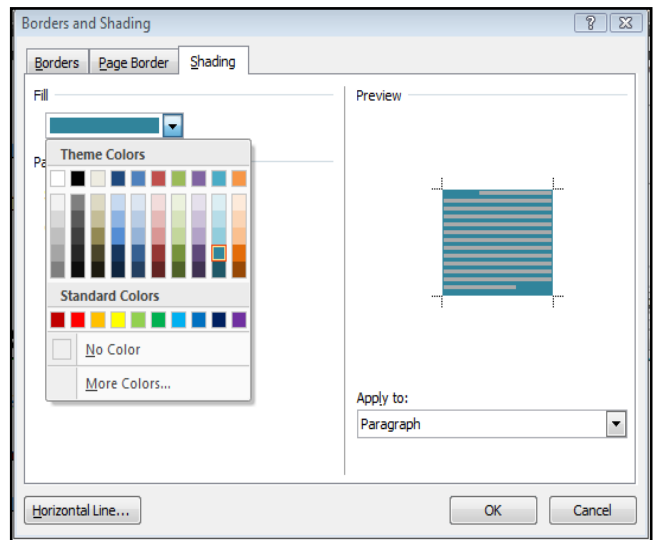 Borders and Shading
Borders Page Border Shading
Fill
Preview
Pa
Theme Colors
Standard Colors
No Color
More Colors...
Apply to:
Paragraph
Horizontal Line...
OK
Cancel